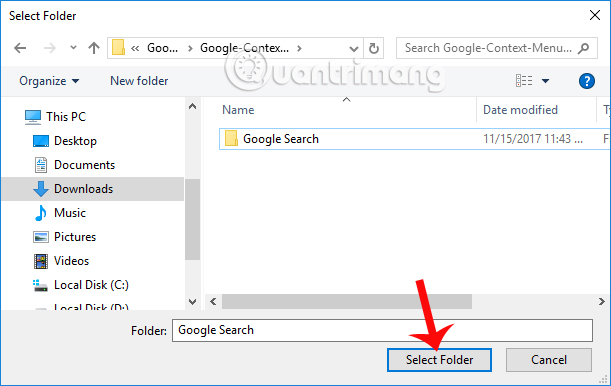 Select Folder
Goo... Google-Contex...
Search Google-Context-Menu...
Quantrimang
Organize
New folder
This PC
Desktop
Documents
Downloads
Music
Pictures
Videos
Local Disk (C:)
Local Disk (D:)
Name
Date modified
Ty
Google Search
11/15/2017 11:43 ...
F
Folder:
Google Search
Select Folder
Cancel